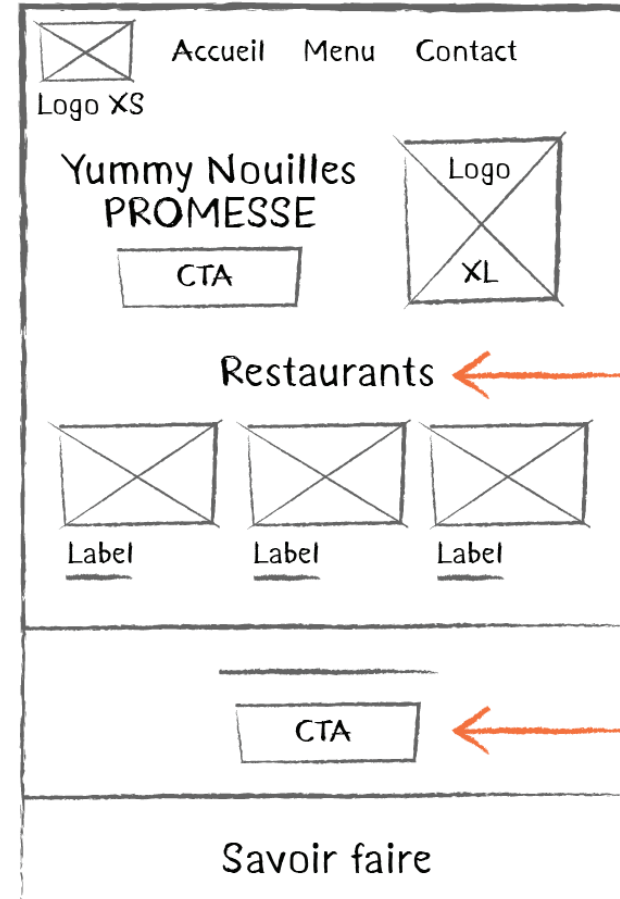 Accueil Menu Contact
Logo XS
Yummy Nouilles
PROMESSE
CTA
Logo
XL
Restaurants
Label Label Label
CTA
Savoir faire